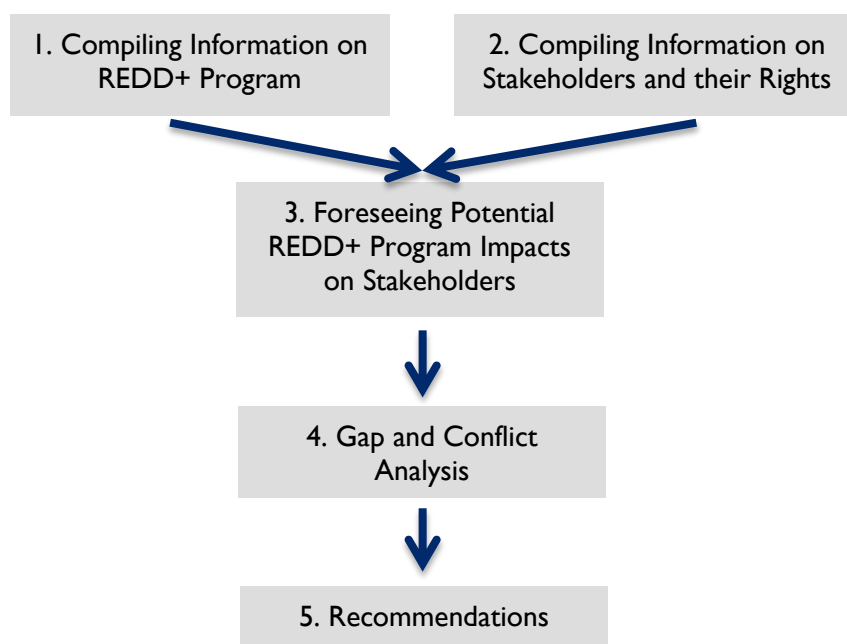 1. Compiling Information on
REDD+ Program
2. Compiling Information on
Stakeholders and their Rights
3. Foreseeing Potential
REDD+ Program Impacts
on Stakeholders
4. Gap and Conflict
Analysis
5. Recommendations